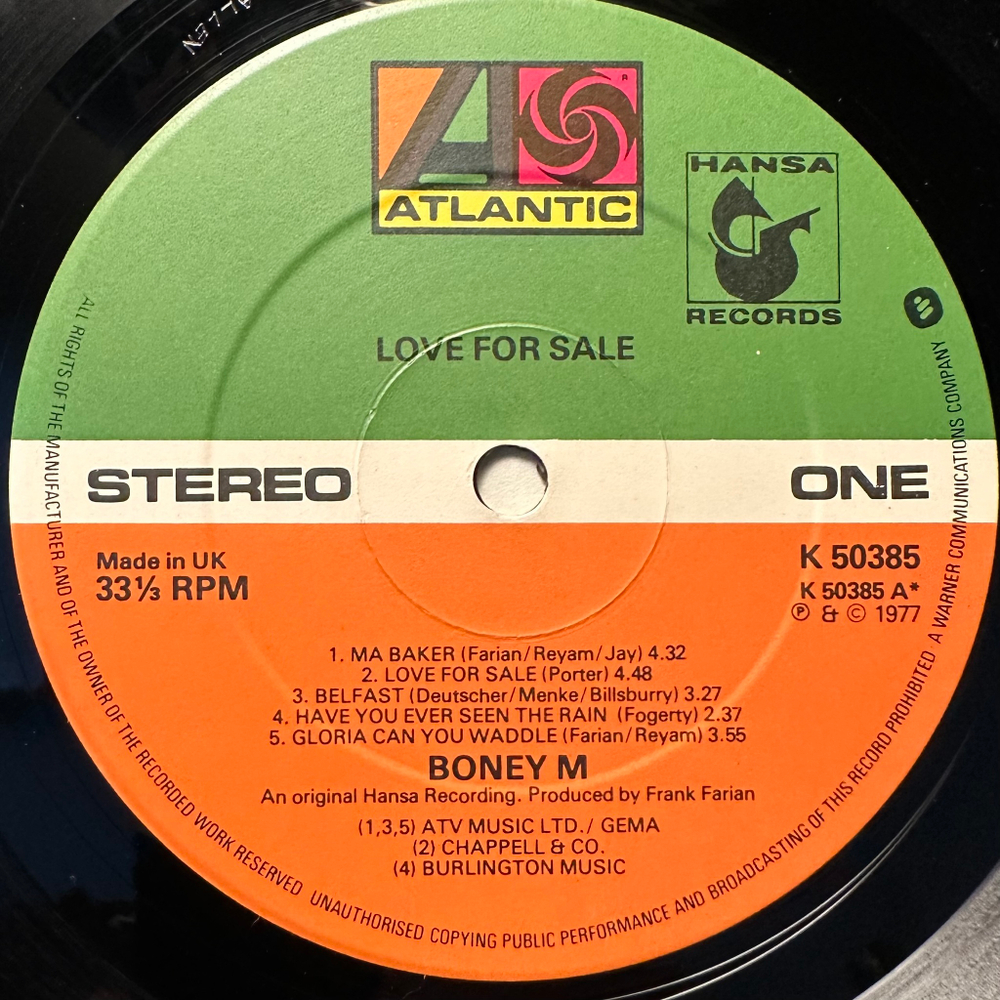 ATLANTIC
HANSA
RECORDS
LOVE FOR SALE
STEREO
ONE
Made in UK
33⅓ RPM
K 50385
K 50385 A*
℗ & © 1977
1. MA BAKER (Farian/Reyam/Jay) 4.32
2. LOVE FOR SALE (Porter) 4.48
3. BELFAST (Deutscher/Menke/Billsburry) 3.27
4. HAVE YOU EVER SEEN THE RAIN (Fogerty) 2.37
5. GLORIA CAN YOU WADDLE (Farian/Reyam) 3.55
BONEY M
An original Hansa Recording. Produced by Frank Farian
(1,3,5) ATV MUSIC LTD./ GEMA
(2) CHAPPELL & CO.
(4) BURLINGTON MUSIC
ALL RIGHTS OF THE MANUFACTURER AND OF THE OWNER OF THE RECORDED WORK RESERVED UNAUTHORISED COPYING PUBLIC PERFORMANCE AND BROADCASTING OF THIS RECORD PROHIBITED · A WARNER COMMUNICATIONS COMPANY